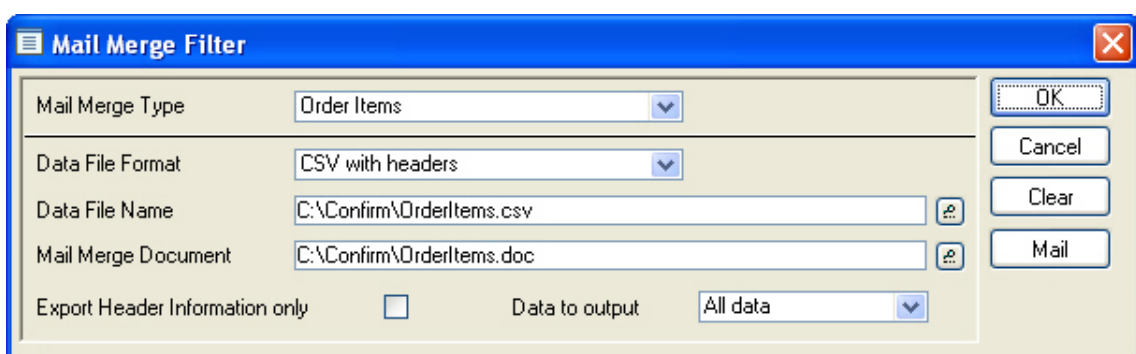 Mail Merge Filter
Mail Merge Type Order Items OK
Cancel
Data File Format CSV with headers
Data File Name C:\Confirm\OrderItems.csv Clear
Mail Merge Document C:\Confirm\OrderItems.doc Mail
Export Header Information only Data to output All data